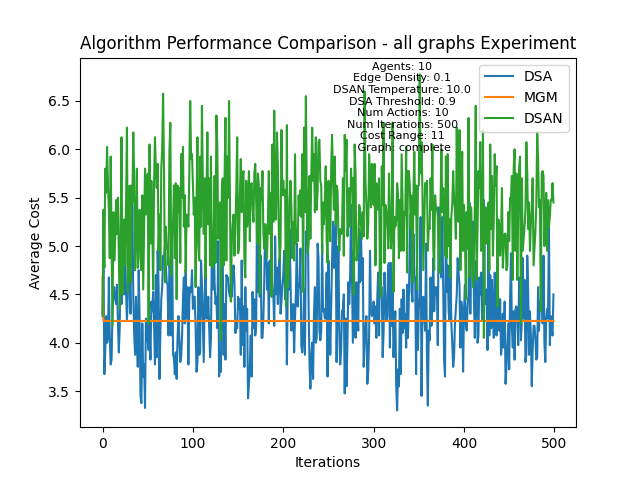 Algorithm Performance Comparison - all graphs Experiment
Agents: 10
Edge Density: 0.1
DSAN Temperature: 10.0
DSA Threshold: 0.9
Num Actions: 10
Num Iterations: 500
Cost Range: 11
Graph: complete
DSA
MGM
DSAN
Average Cost
6.5
6.0
5.5
5.0
4.5
4.0
3.5
0
100
200
300
400
500
Iterations